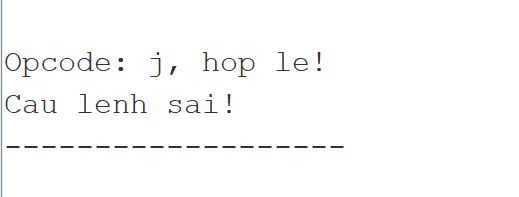 Opcode: j, hop le!
Cau lenh sai!
-------------------